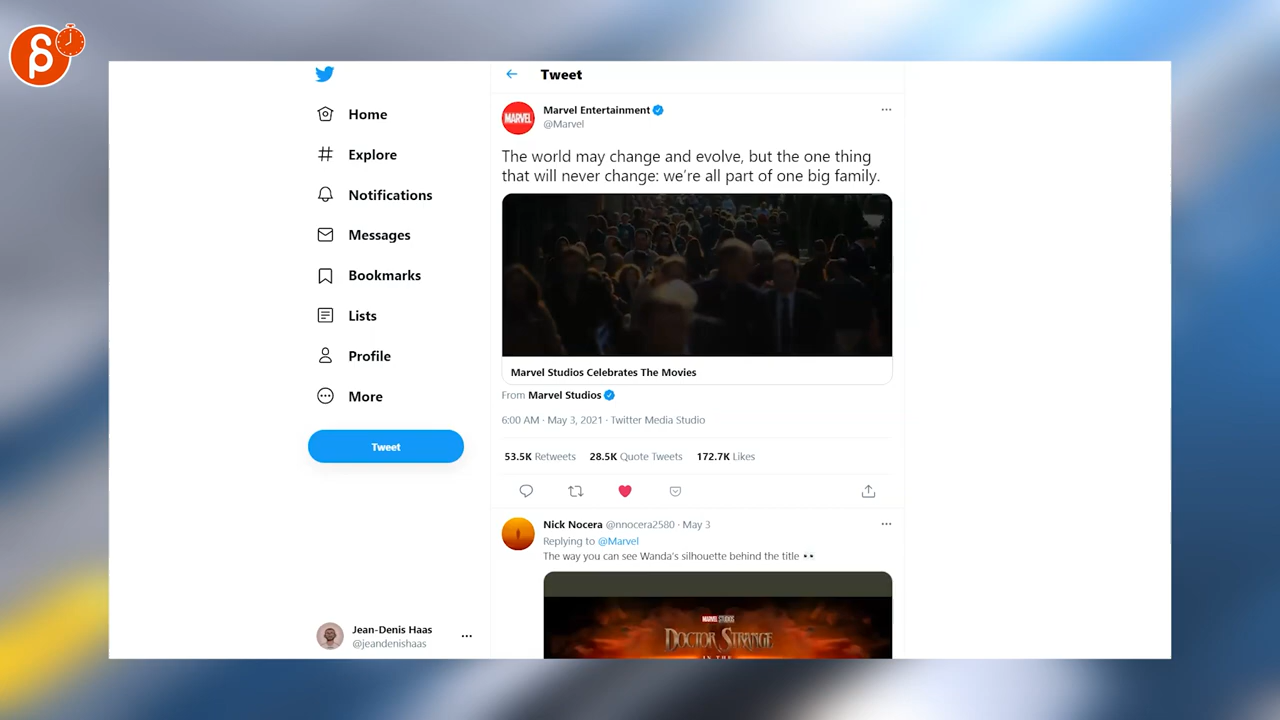 Tweet
Home
Explore
Notifications
Messages
Bookmarks
Lists
Profile
More
Tweet
Jean-Denis Haas
@jeandenishaas
MARVEL
Marvel Entertainment
@Marvel
The world may change and evolve, but the one thing
that will never change: we're all part of one big family.
Marvel Studios Celebrates The Movies
From Marvel Studios
6:00 AM · May 3, 2021 · Twitter Media Studio
53.5K Retweets 28.5K Quote Tweets 172.7K Likes
Nick Nocera @nnocera2580 · May 3
Replying to @Marvel
The way you can see Wanda's silhouette behind the title 👀
MARVEL STUDIOS
DOCTOR STRANGE
IN THE